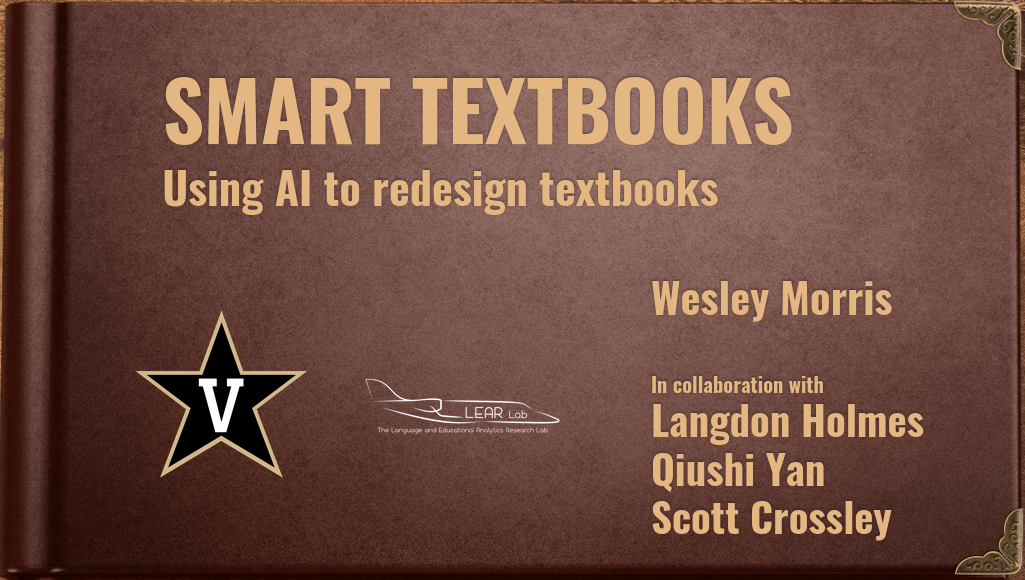 SMART TEXTBOOKS
Using AI to redesign textbooks
Wesley Morris
V
LEAR Lab
The Language and Educational Analytics Research Lab
In collaboration with
Langdon Holmes
Qiushi Yan
Scott Crossley